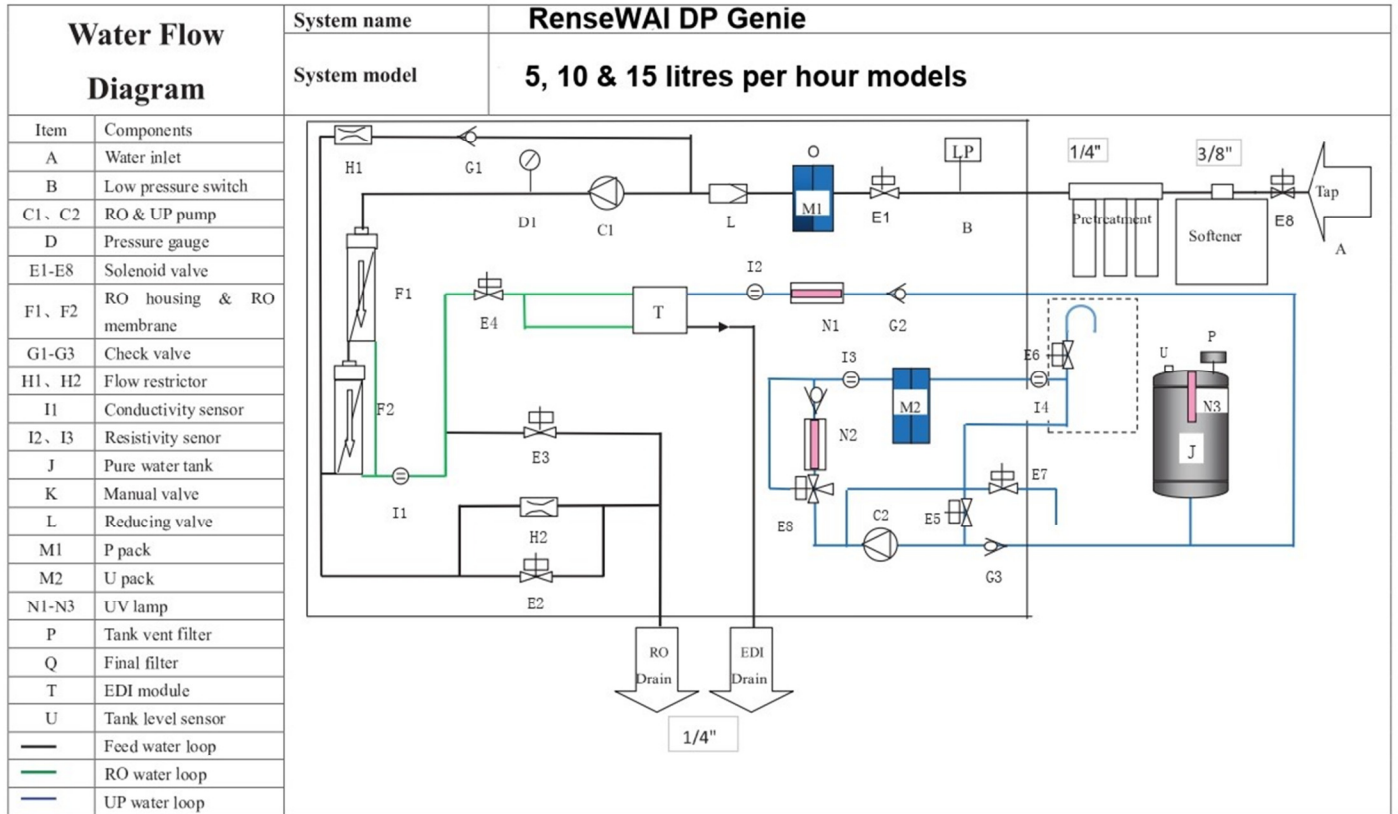 Water Flow
Diagram
System name
RenseWAI DP Genie
System model
5, 10 & 15 litres per hour models
Item Components
A Water inlet
B Low pressure switch
C1、C2 RO & UP pump
D Pressure gauge
E1-E8 Solenoid valve
F1、F2 RO housing & RO
membrane
G1-G3 Check valve
H1、H2 Flow restrictor
I1 Conductivity sensor
I2、I3 Resistivity senor
J Pure water tank
K Manual valve
L Reducing valve
M1 P pack
M2 U pack
N1-N3 UV lamp
P Tank vent filter
Q Final filter
T EDI module
U Tank level sensor
Feed water loop
RO water loop
UP water loop
H1
G1
D1
C1
L
O
M1
E1
LP
B
1/4"
Pretreatment
3/8"
Softener
E8
Tap
A
F1
F2
E4
T
I2
N1
G2
I3
M2
E6
I4
U
P
N3
J
N2
E8
C2
E5
E7
G3
I1
E3
H2
E2
RO
Drain
EDI
Drain
1/4"